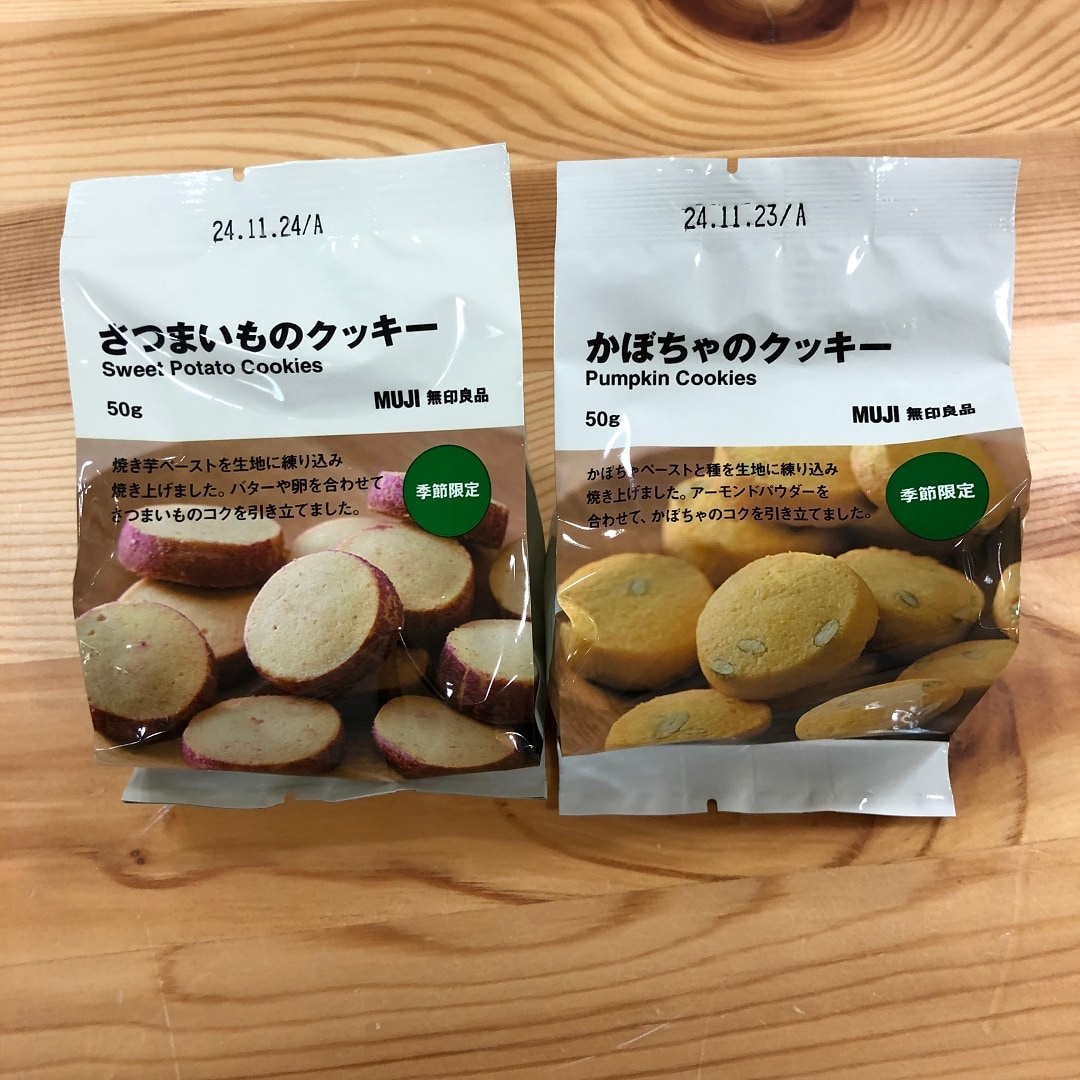 24.11.24/A
さつまいものクッキー
Sweet Potato Cookies
50g
MUJI 無印良品
焼き芋ペーストを生地に練り込み
焼き上げました。バターや卵を合わせて
さつまいものコクを引き立てました。
季節限定
24.11.23/A
かぼちゃのクッキー
Pumpkin Cookies
50g
MUJI 無印良品
かぼちゃペーストと種を生地に練り込み
焼き上げました。アーモンドパウダーを
合わせて、かぼちゃのコクを引き立てました。
季節限定